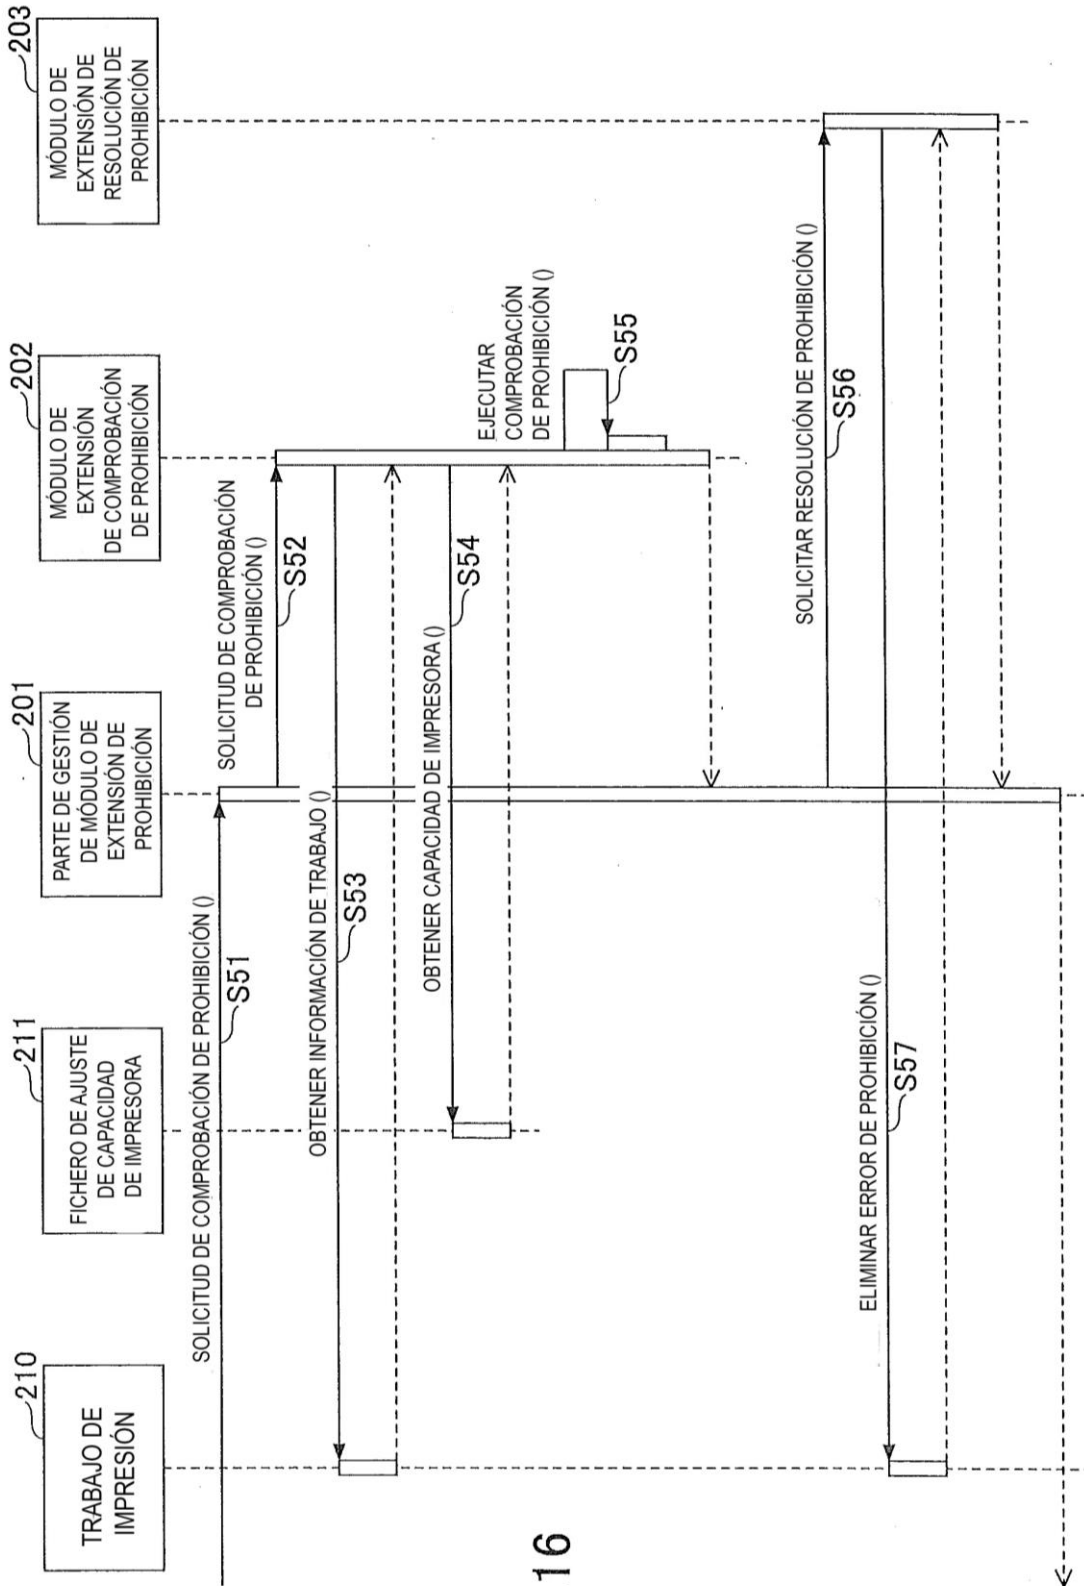 210
TRABAJO DE
IMPRESIÓN
211
FICHERO DE AJUSTE
DE CAPACIDAD
DE IMPRESORA
201
PARTE DE GESTIÓN
DE MÓDULO DE
EXTENSIÓN DE
PROHIBICIÓN
202
MÓDULO DE
EXTENSIÓN
DE COMPROBACIÓN
DE PROHIBICIÓN
203
MÓDULO DE
EXTENSIÓN DE
RESOLUCIÓN DE
PROHIBICIÓN
SOLICITUD DE COMPROBACIÓN DE PROHIBICIÓN ()
S51
SOLICITUD DE COMPROBACIÓN
DE PROHIBICIÓN ()
S52
OBTENER INFORMACIÓN DE TRABAJO ()
S53
OBTENER CAPACIDAD DE IMPRESORA ()
S54
EJECUTAR
COMPROBACIÓN
DE PROHIBICIÓN ()
S55
SOLICITAR RESOLUCIÓN DE PROHIBICIÓN ()
S56
ELIMINAR ERROR DE PROHIBICIÓN ()
S57
16